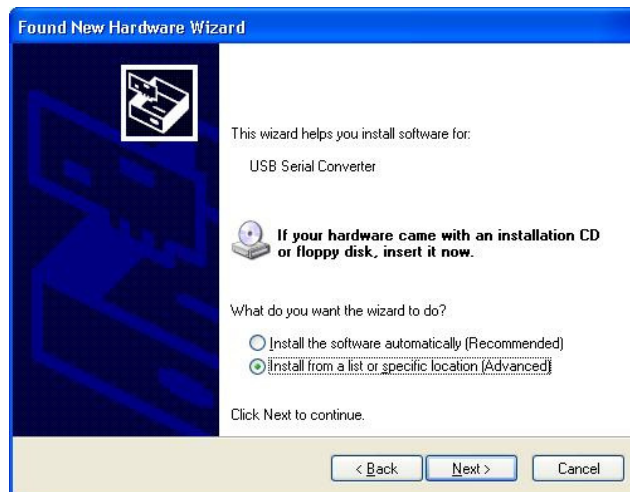 Found New Hardware Wizard
This wizard helps you install software for:
USB Serial Converter
If your hardware came with an installation CD
or floppy disk, insert it now.
What do you want the wizard to do?
Install the software automatically (Recommended)
Install from a list or specific location (Advanced)
Click Next to continue.
< Back Next > Cancel